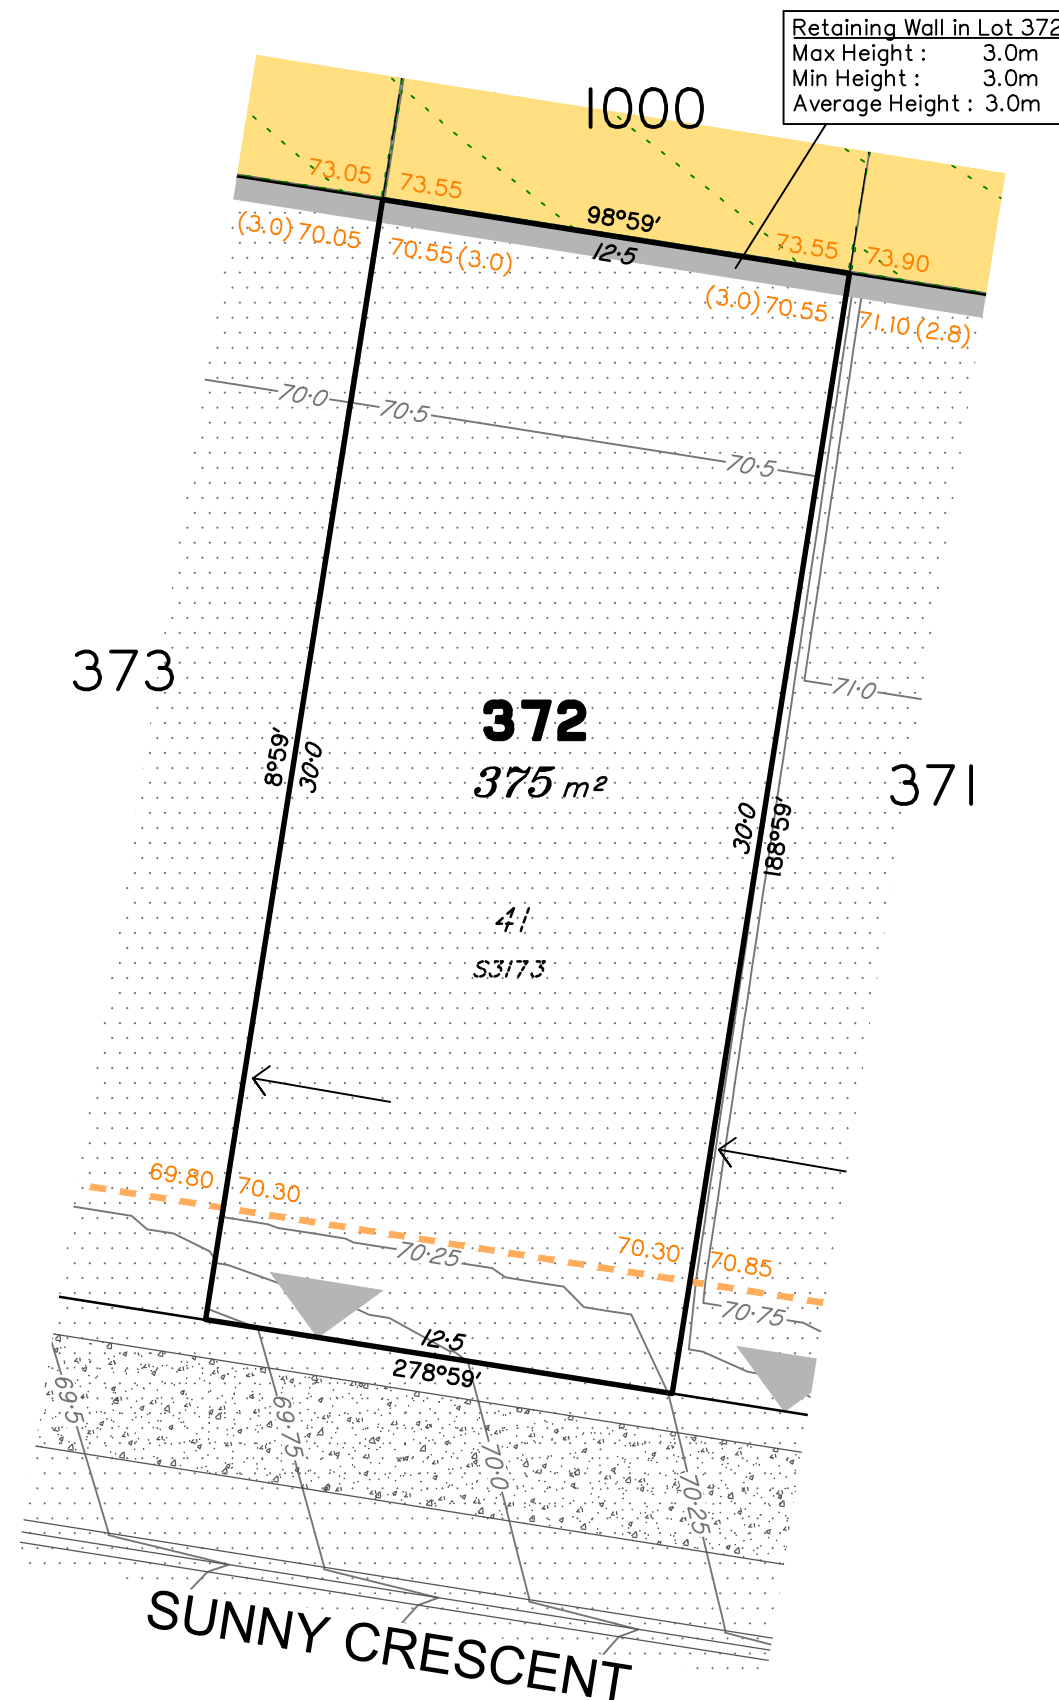 Retaining Wall in Lot 372
Max Height : 3.0m
Min Height : 3.0m
Average Height : 3.0m
1000
73.05 73.55
98°59′
12·5
73.55 73.90
(3.0) 70.05 70.55 (3.0)
(3.0) 70.55 71.10 (2.8)
70·0 70·5
70·5
71·0
373
372
375 m²
371
8°59′
30·0
30·0
188°59′
41
S3173
69.80 70.30
70.30 70.85
70·25
70·75
12·5
278°59′
69·5
69·75
70·0
70·25
SUNNY CRESCENT